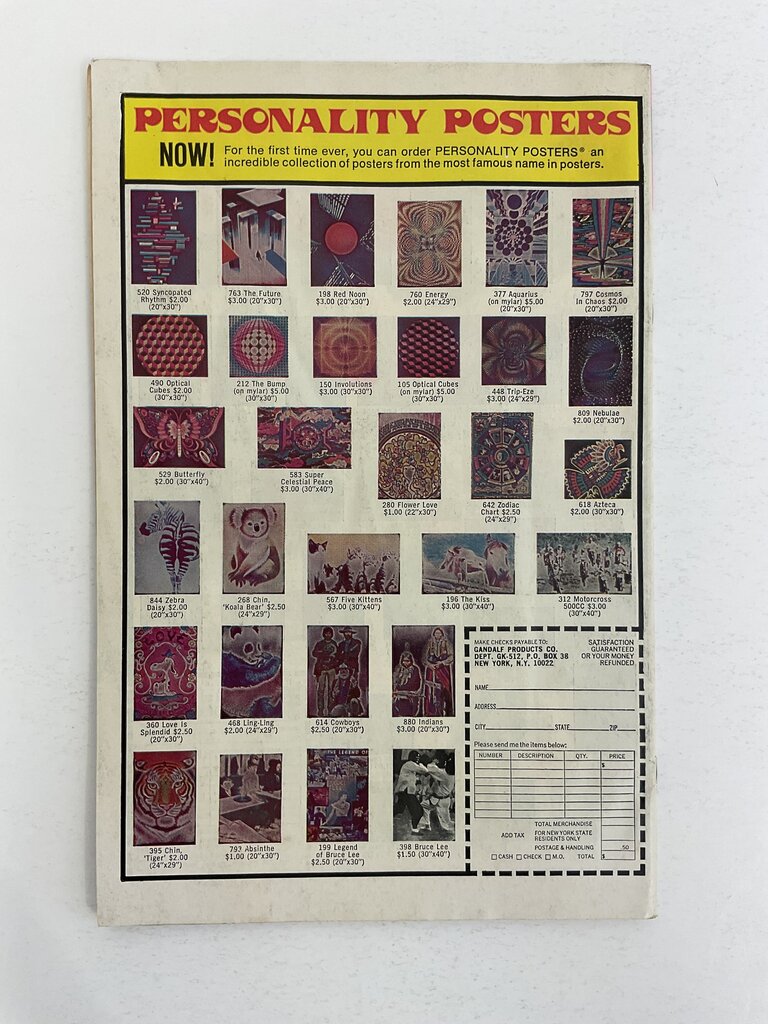 PERSONALITY POSTERS
NOW! For the first time ever, you can order PERSONALITY POSTERS® an
incredible collection of posters from the most famous name in posters.
520 Syncopated
Rhythm $2.00
(20"x30")
763 The Future
$3.00 (20"x30")
198 Red Noon
$3.00 (20"x30")
760 Energy
$2.00 (24"x29")
377 Aquarius
(on mylar) $5.00
(20"x30")
797 Cosmos
In Chaos $2.00
(20"x30")
490 Optical
Cubes $2.00
(30"x30")
212 The Bump
(on mylar) $5.00
(30"x30")
150 Involutions
$3.00 (30"x30")
105 Optical Cubes
(on mylar) $5.00
(30"x30")
448 Trip-Eze
$3.00 (24"x29")
809 Nebulae
$2.00 (20"x30")
529 Butterfly
$2.00 (30"x40")
583 Super
Celestial Peace
$3.00 (30"x40")
280 Flower Love
$1.00 (22"x30")
642 Zodiac
Chart $2.50
(24"x29")
618 Azteca
$2.00 (30"x30")
844 Zebra
Daisy $2.00
(20"x30")
268 Chin,
'Koala Bear' $2.50
(24"x29")
567 Five Kittens
$3.00 (30"x40")
196 The Kiss
$3.00 (30"x40")
312 Motorcross
500CC $3.00
(30"x40")
LOVE
360 Love Is
Splendid $2.50
(20"x30")
468 Ling-Ling
$2.00 (24"x29")
614 Cowboys
$2.50 (20"x30")
880 Indians
$3.00 (20"x30")
395 Chin,
'Tiger' $2.00
(24"x29")
793 Absinthe
$1.00 (20"x30")
THE LEGEND OF
199 Legend
of Bruce Lee
$2.50 (20"x30")
398 Bruce Lee
$1.50 (30"x40")
MAKE CHECKS PAYABLE TO:
GANDALF PRODUCTS CO.
DEPT. GK-512, P.O. BOX 38
NEW YORK, N.Y. 10022
SATISFACTION
GUARANTEED
OR YOUR MONEY
REFUNDED
NAME
ADDRESS
CITY STATE ZIP
Please send me the items below:
NUMBER DESCRIPTION QTY. PRICE
$
TOTAL MERCHANDISE
ADD TAX FOR NEW YORK STATE
RESIDENTS ONLY
POSTAGE & HANDLING .50
CASH CHECK M.O. TOTAL $